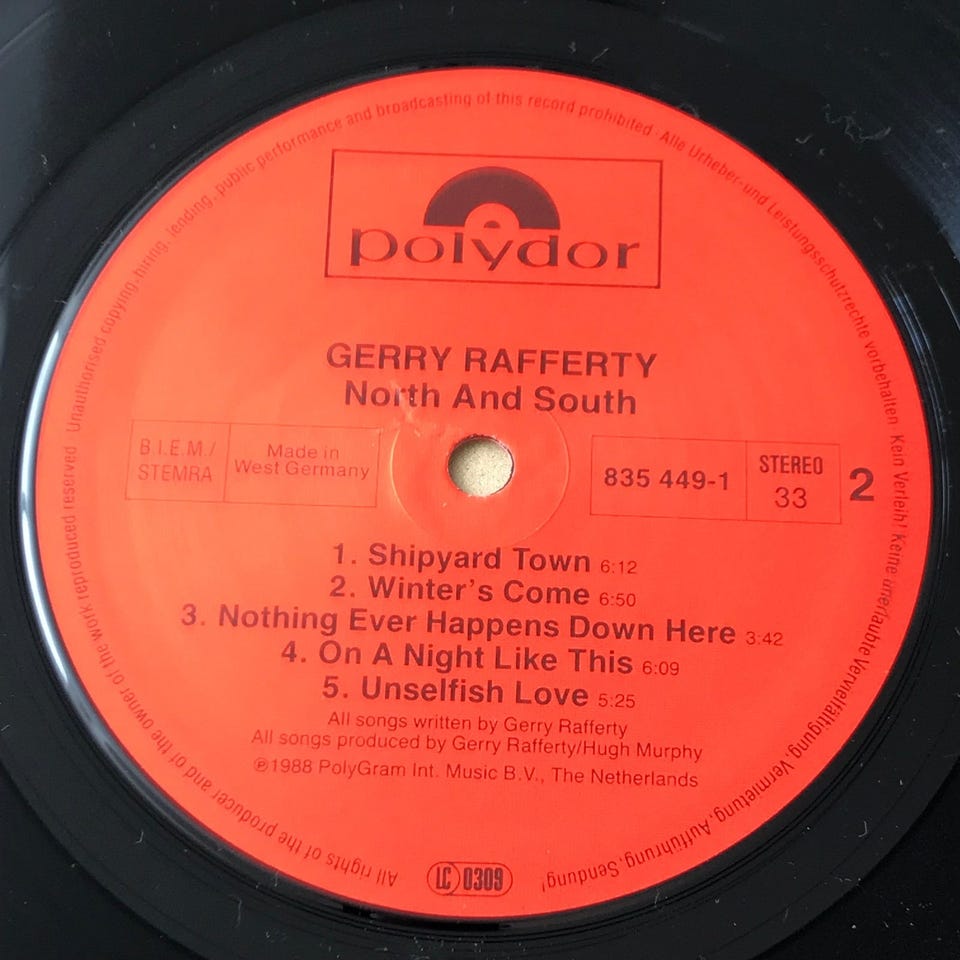 Unauthorised copying, hiring, lending, public performance and broadcasting of this record prohibited · Alle Urheber- und Leistungsschutzrechte vorbehalten · Kein Verleih! Keine unerlaubte Vervielfältigung, Vermietung, Aufführung, Sendung!
polydor
GERRY RAFFERTY
North And South
B.I.E.M./
STEMRA
Made in
West Germany
835 449-1
STEREO
33
2
1. Shipyard Town 6:12
2. Winter's Come 6:50
3. Nothing Ever Happens Down Here 3:42
4. On A Night Like This 6:09
5. Unselfish Love 5:25
All songs written by Gerry Rafferty
All songs produced by Gerry Rafferty/Hugh Murphy
℗1988 PolyGram Int. Music B.V., The Netherlands
LC 0309
All rights of the producer and of the owner of the work reproduced reserved